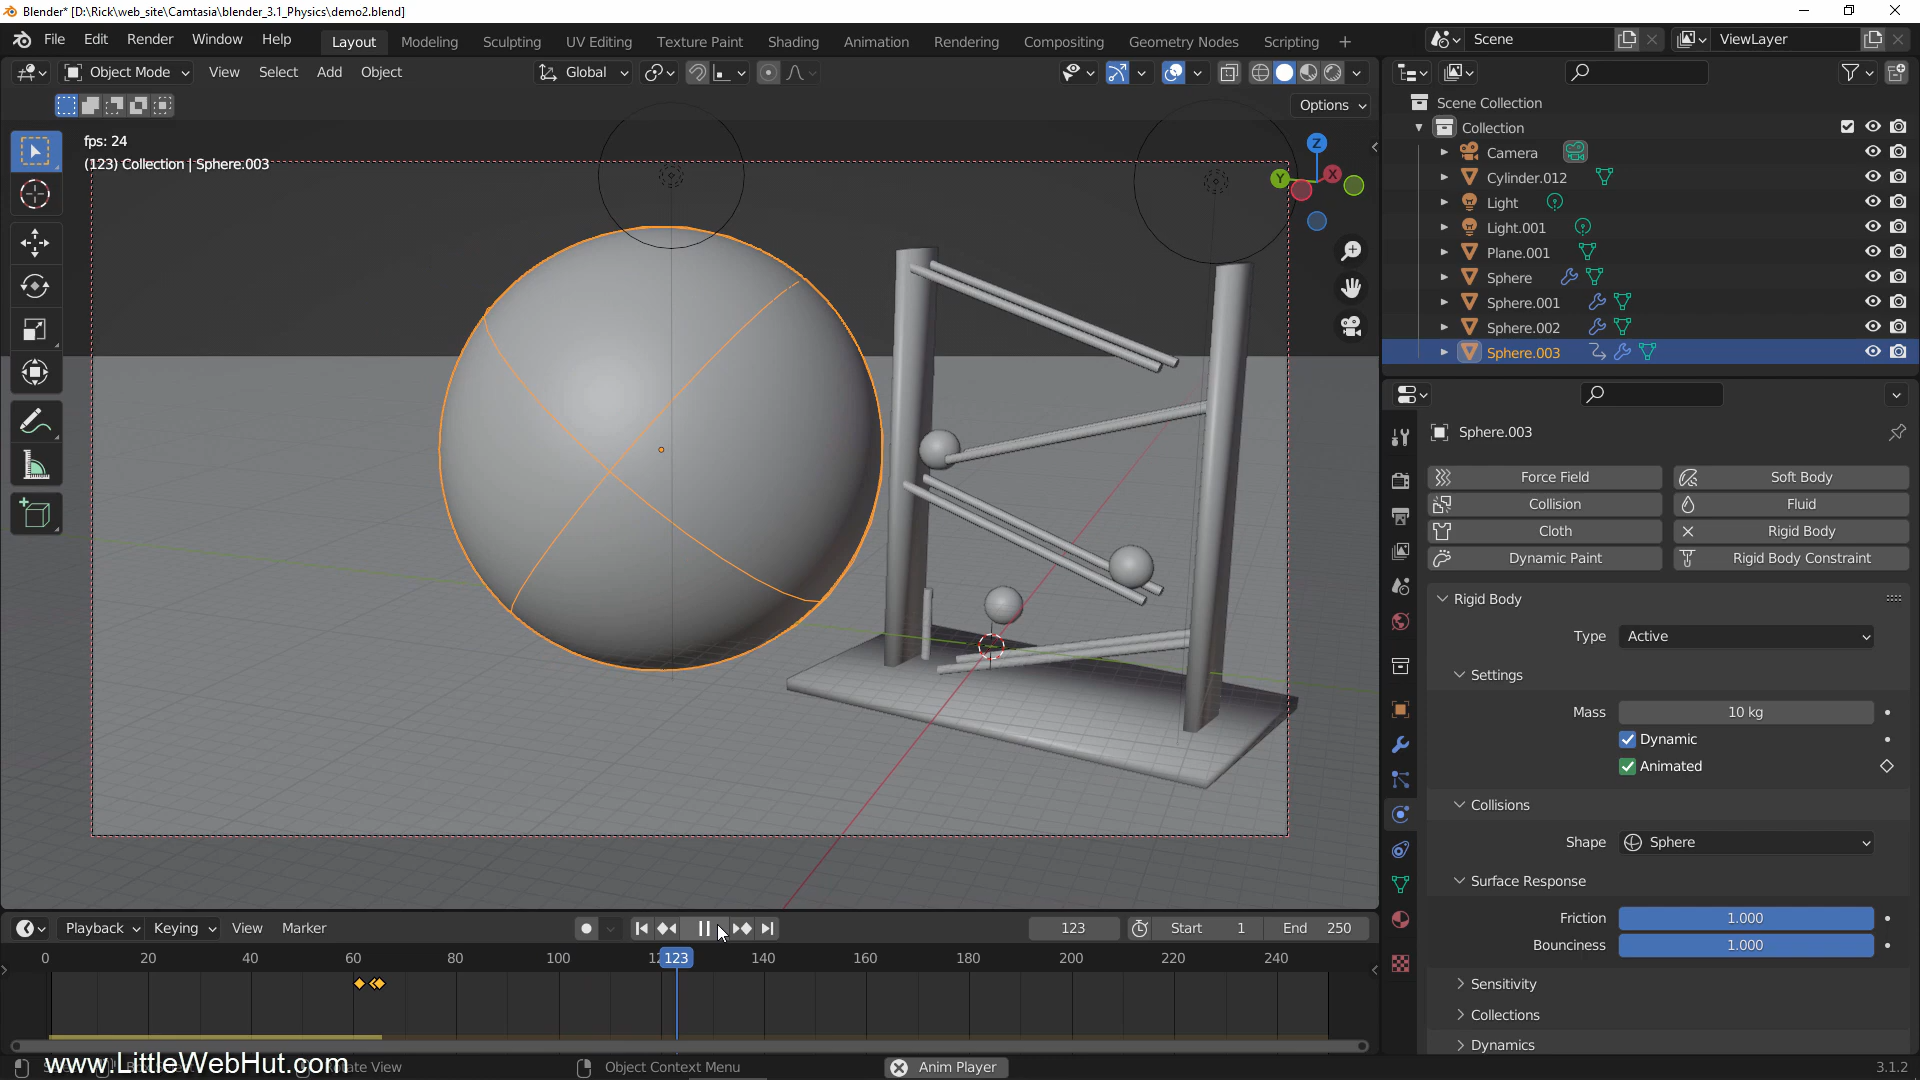 Blender* [D:\Rick\web_site\Camtasia\blender_3.1_Physics\demo2.blend]
File Edit Render Window Help Layout Modeling Sculpting UV Editing Texture Paint Shading Animation Rendering Compositing Geometry Nodes Scripting + Scene ViewLayer
Object Mode View Select Add Object Global
Options
fps: 24
(123) Collection | Sphere.003
Z
Y
X
Scene Collection
Collection
Camera
Cylinder.012
Light
Light.001
Plane.001
Sphere
Sphere.001
Sphere.002
Sphere.003
Sphere.003
Force Field Soft Body
Collision Fluid
Cloth Rigid Body
Dynamic Paint Rigid Body Constraint
Rigid Body
Type Active
Settings
Mass 10 kg
Dynamic
Animated
Collisions
Shape Sphere
Surface Response
Friction 1.000
Bounciness 1.000
Sensitivity
Collections
Dynamics
Playback Keying View Marker 123 Start 1 End 250
0 20 40 60 80 100 123 140 160 180 200 220 240
www.LittleWebHut.com
Rotate View Object Context Menu Anim Player 3.1.2